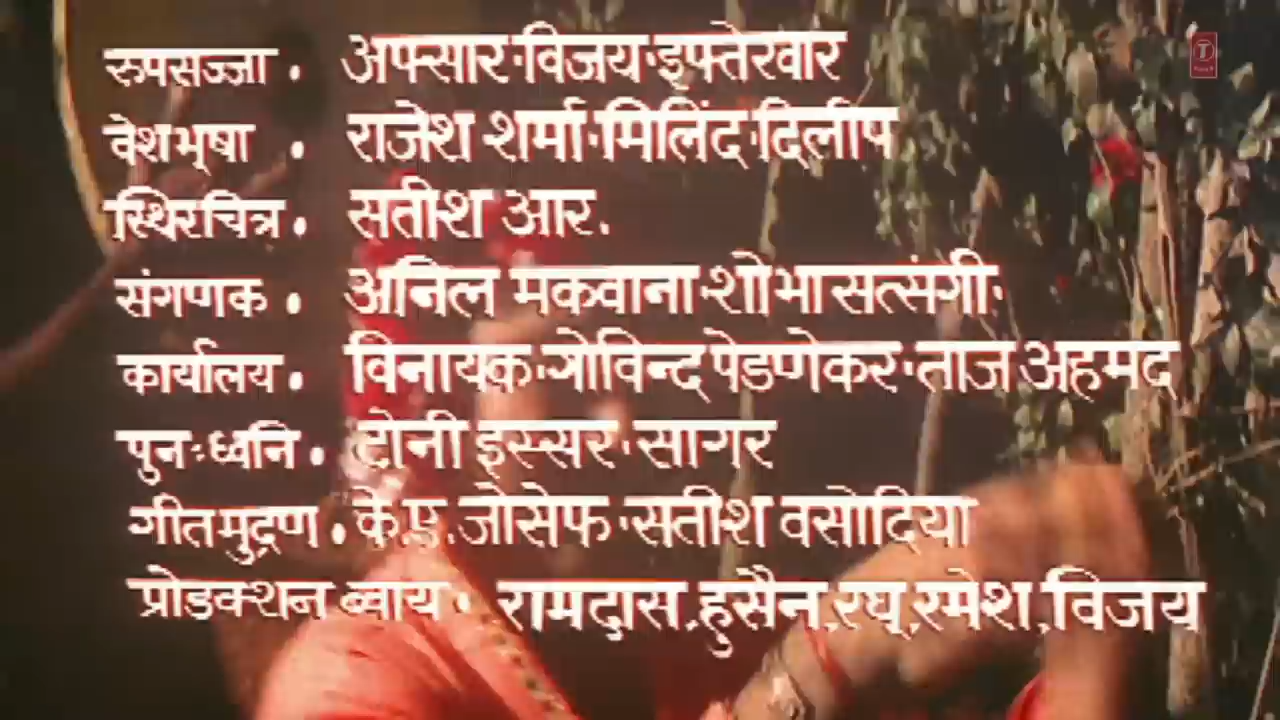 रुपसज्जा • अफ्सार•विजय•इफ्तेखार
वेशभूषा • राजेश शर्मा•मिलिंद•दिलीप
स्थिरचित्र • सतीश आर.
संगणक • अनिल मकवाना•शोभा सत्संगी•
कार्यालय • विनायक•गोविन्द पेडणेकर•ताज अहमद
पुनःध्वनि • टोनी इस्सर•सागर
गीतमुद्रण • के.ए.जोसेफ•सतीश वसोदिया
प्रोडक्शन ब्वाय • रामदास.हुसैन.रघु.रमेश.विजय